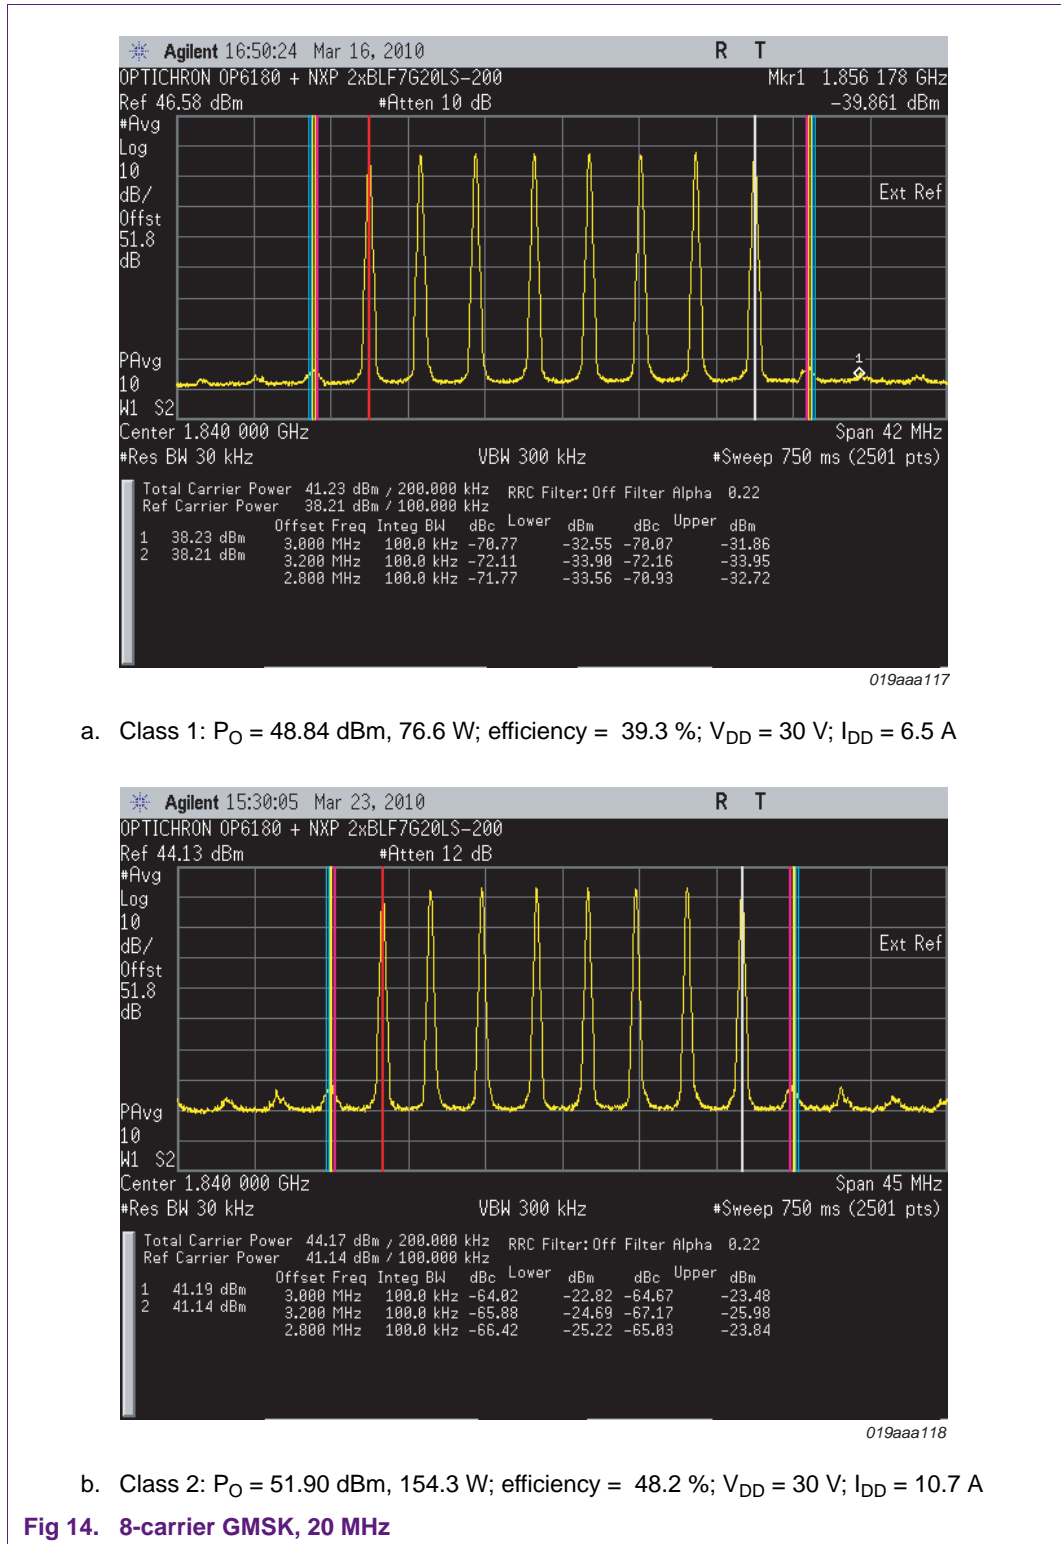 Agilent 16:50:24 Mar 16, 2010 R T
OPTICHRON OP6180 + NXP 2xBLF7G20LS-200 Mkr1 1.856 178 GHz
Ref 46.58 dBm #Atten 10 dB -39.861 dBm
#Avg
Log
10
dB/
Offst
51.8
dB
Ext Ref
1
PAvg
10
W1 S2
Center 1.840 000 GHz Span 42 MHz
#Res BW 30 kHz VBW 300 kHz #Sweep 750 ms (2501 pts)
Total Carrier Power 41.23 dBm / 200.000 kHz RRC Filter: Off Filter Alpha 0.22
Ref Carrier Power 38.21 dBm / 100.000 kHz
Offset Freq Integ BW dBc Lower dBm dBc Upper dBm
1 38.23 dBm 3.000 MHz 100.0 kHz -70.77 -32.55 -70.07 -31.86
2 38.21 dBm 3.200 MHz 100.0 kHz -72.11 -33.90 -72.16 -33.95
2.800 MHz 100.0 kHz -71.77 -33.56 -70.93 -32.72
019aaa117
a. Class 1: PO = 48.84 dBm, 76.6 W; efficiency = 39.3 %; VDD = 30 V; IDD = 6.5 A
Agilent 15:30:05 Mar 23, 2010 R T
OPTICHRON OP6180 + NXP 2xBLF7G20LS-200
Ref 44.13 dBm #Atten 12 dB
#Avg
Log
10
dB/
Offst
51.8
dB
Ext Ref
PAvg
10
W1 S2
Center 1.840 000 GHz Span 45 MHz
#Res BW 30 kHz VBW 300 kHz #Sweep 750 ms (2501 pts)
Total Carrier Power 44.17 dBm / 200.000 kHz RRC Filter: Off Filter Alpha 0.22
Ref Carrier Power 41.14 dBm / 100.000 kHz
Offset Freq Integ BW dBc Lower dBm dBc Upper dBm
1 41.19 dBm 3.000 MHz 100.0 kHz -64.02 -22.82 -64.67 -23.48
2 41.14 dBm 3.200 MHz 100.0 kHz -65.88 -24.69 -67.17 -25.98
2.800 MHz 100.0 kHz -66.42 -25.22 -65.03 -23.84
019aaa118
b. Class 2: PO = 51.90 dBm, 154.3 W; efficiency = 48.2 %; VDD = 30 V; IDD = 10.7 A
Fig 14. 8-carrier GMSK, 20 MHz